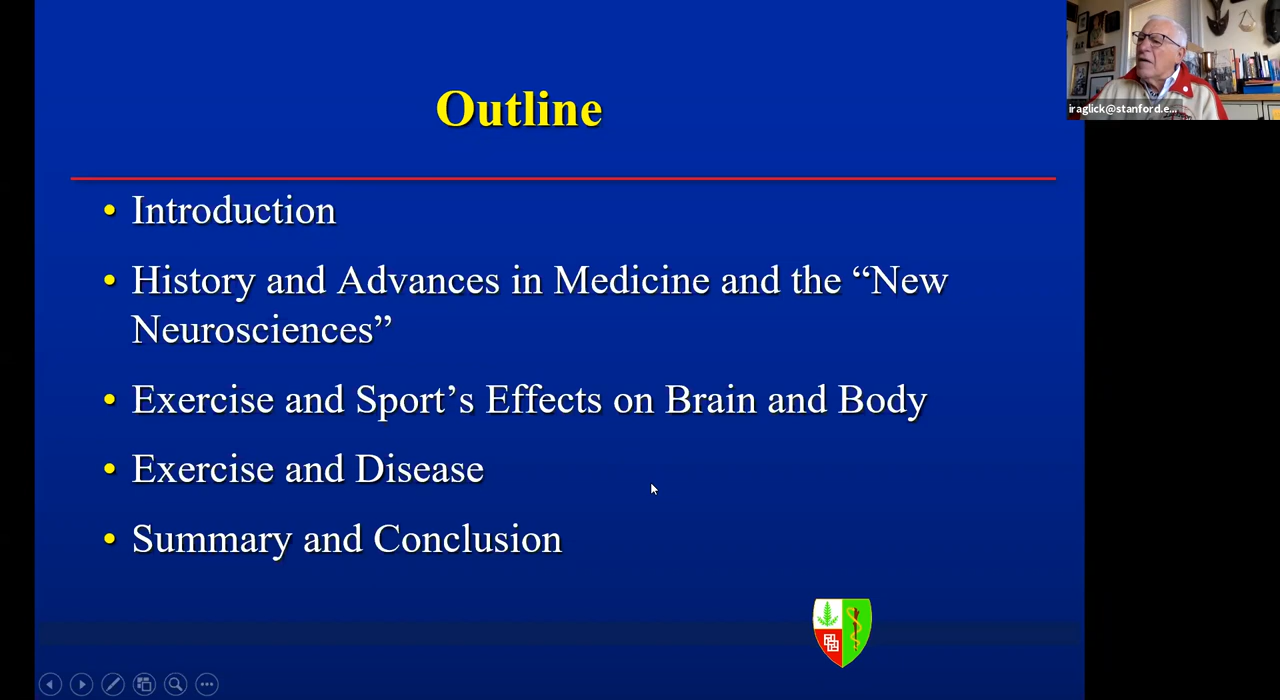 iraglick@stanford.e...
Outline
• Introduction
• History and Advances in Medicine and the “New
Neurosciences”
• Exercise and Sport’s Effects on Brain and Body
• Exercise and Disease
• Summary and Conclusion